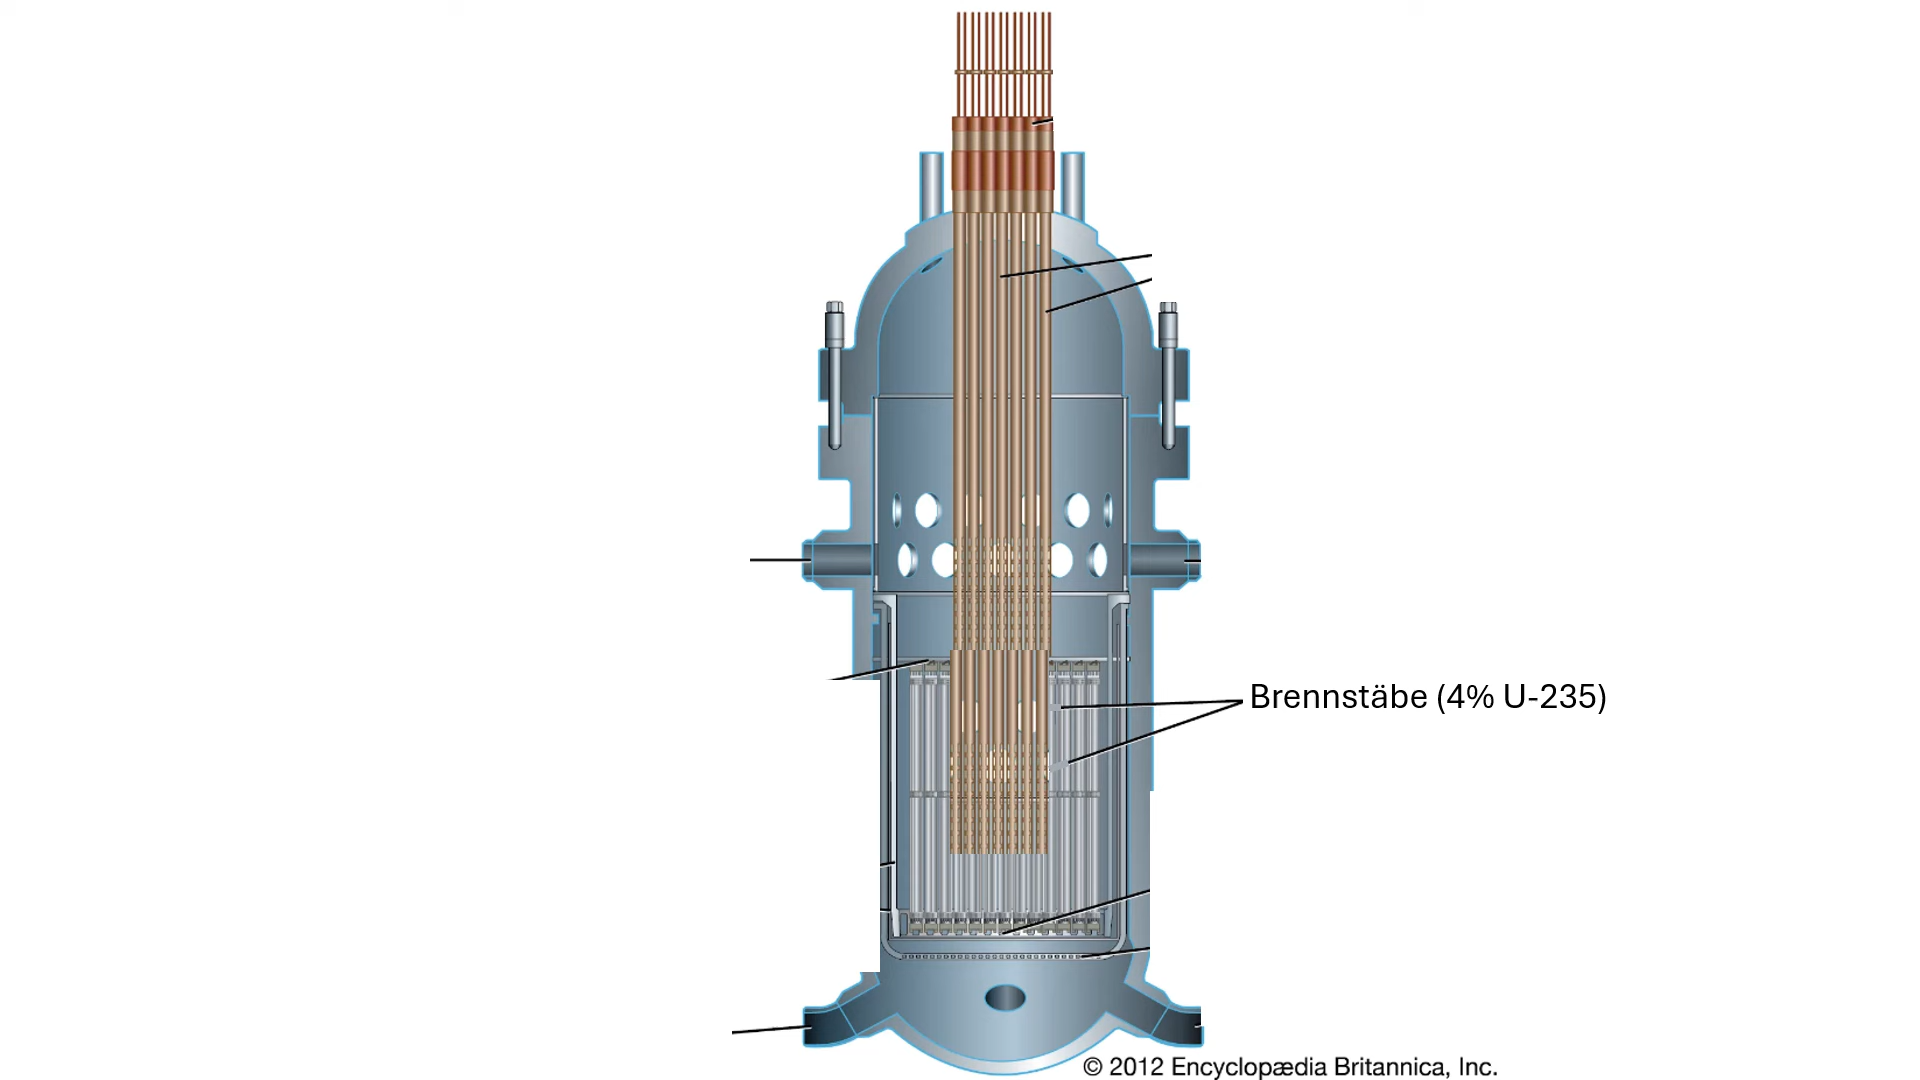 Brennstäbe (4% U-235)
© 2012 Encyclopædia Britannica, Inc.